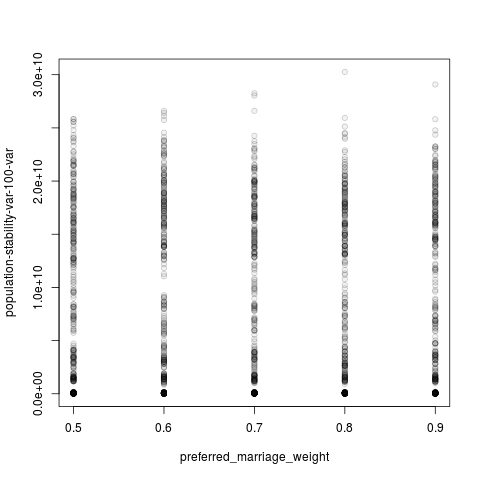 population-stability-var-100-var
3.0e+10
2.0e+10
1.0e+10
0.0e+00
0.5 0.6 0.7 0.8 0.9
preferred_marriage_weight